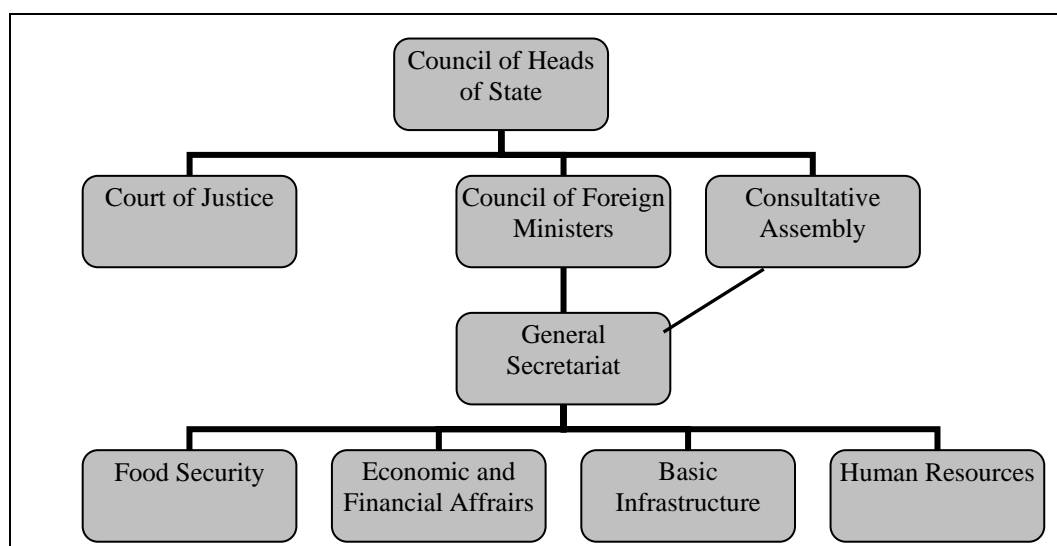 Council of Heads
of State
Court of Justice
Council of Foreign
Ministers
Consultative
Assembly
General
Secretariat
Food Security
Economic and
Financial Affrairs
Basic
Infrastructure
Human Resources